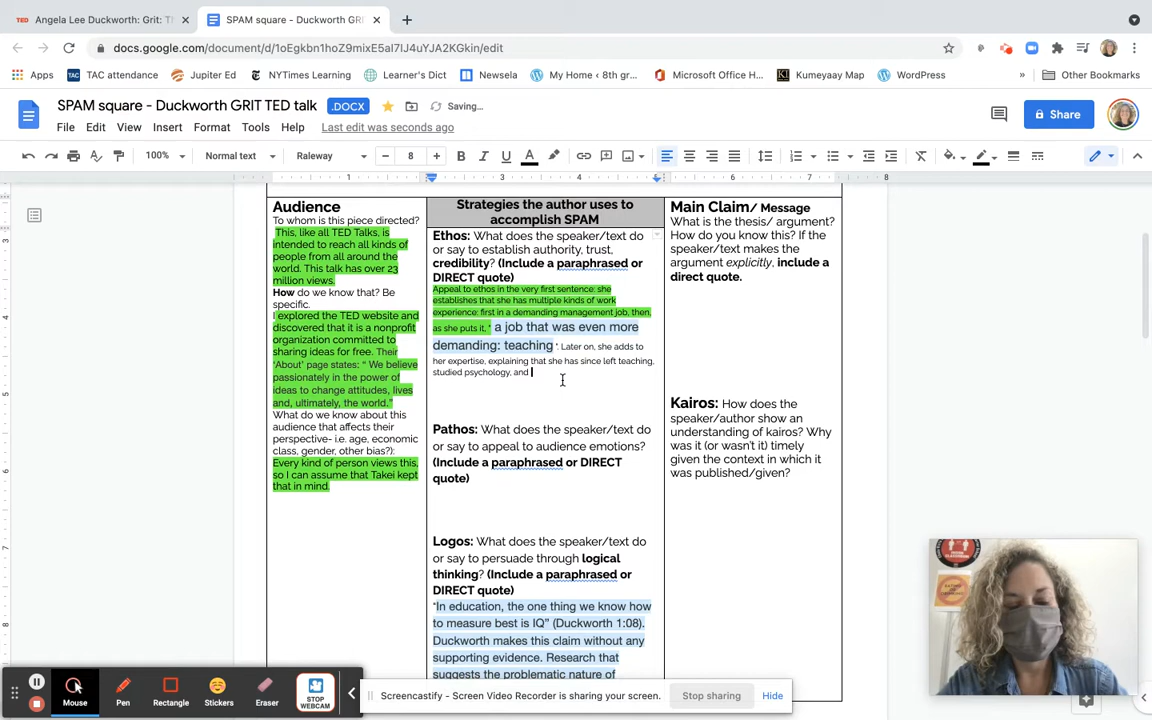 Angela Lee Duckworth: Grit: T
SPAM square - Duckworth GRI
docs.google.com/document/d/1oEgkbn1hoZ9mixE5al7IJ4uYJA2KGkin/edit
Apps
TAC attendance
Jupiter Ed
NYTimes Learning
Learner's Dict
Newsela
My Home ‹ 8th gr...
Microsoft Office H...
Kumeyaay Map
WordPress
»
Other Bookmarks
SPAM square - Duckworth GRIT TED talk
.DOCX
Saving...
File Edit View Insert Format Tools Help
Last edit was seconds ago
Share
100%
Normal text
Raleway
8
1 3 4 5 6 7 8
Audience
To whom is this piece directed?
This, like all TED Talks, is
intended to reach all kinds of
people from all around the
world. This talk has over 23
million views.
How do we know that? Be
specific.
I explored the TED website and
discovered that it is a nonprofit
organization committed to
sharing ideas for free. Their
'About' page states: " We believe
passionately in the power of
ideas to change attitudes, lives
and, ultimately, the world."
What do we know about this
audience that affects their
perspective- i.e. age, economic
class, gender, other bias?):
Every kind of person views this,
so I can assume that Takei kept
that in mind.
Strategies the author uses to
accomplish SPAM
Ethos: What does the speaker/text do
or say to establish authority, trust,
credibility? (Include a paraphrased or
DIRECT quote)
Appeal to ethos in the very first sentence: she
establishes that she has multiple kinds of work
experience: first in a demanding management job, then,
as she puts it, " a job that was even more
demanding: teaching ". Later on, she adds to
her expertise, explaining that she has since left teaching,
studied psychology, and
Pathos: What does the speaker/text do
or say to appeal to audience emotions?
(Include a paraphrased or DIRECT
quote)
Logos: What does the speaker/text do
or say to persuade through logical
thinking? (Include a paraphrased or
DIRECT quote)
"In education, the one thing we know how
to measure best is IQ" (Duckworth 1:08).
Duckworth makes this claim without any
supporting evidence. Research that
suggests the problematic nature of
Main Claim/ Message
What is the thesis/ argument?
How do you know this? If the
speaker/text makes the
argument explicitly, include a
direct quote.
Kairos: How does the
speaker/author show an
understanding of kairos? Why
was it (or wasn't it) timely
given the context in which it
was published/given?
Mouse
Pen
Rectangle
Stickers
Eraser
STOP
WEBCAM
Screencastify - Screen Video Recorder is sharing your screen.
Stop sharing
Hide